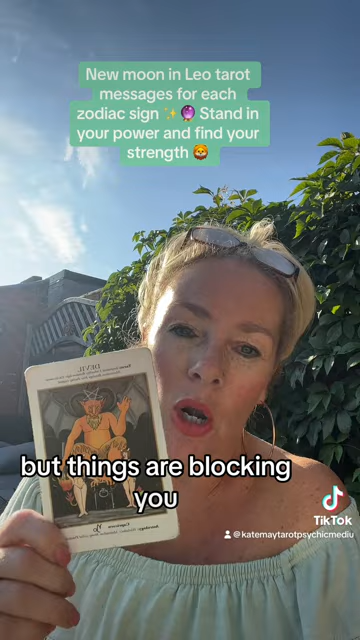 New moon in Leo tarot
messages for each
zodiac sign ✨🔮 Stand in
your power and find your
strength 🦁
DEVIL
Capricorn
but things are blocking
you
TikTok
@katemaytarotpsychicmediu